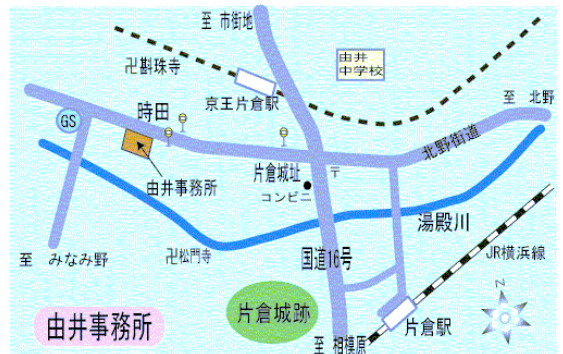 至 市街地
卍斟珠寺
由井
中学校
京王片倉駅
至 北野
時田
GS
北野街道
片倉城址
〒
コンビニ
由井事務所
湯殿川
至 みなみ野
卍松門寺
国道16号
JR横浜線
N
片倉城跡
片倉駅
由井事務所
至 相模原